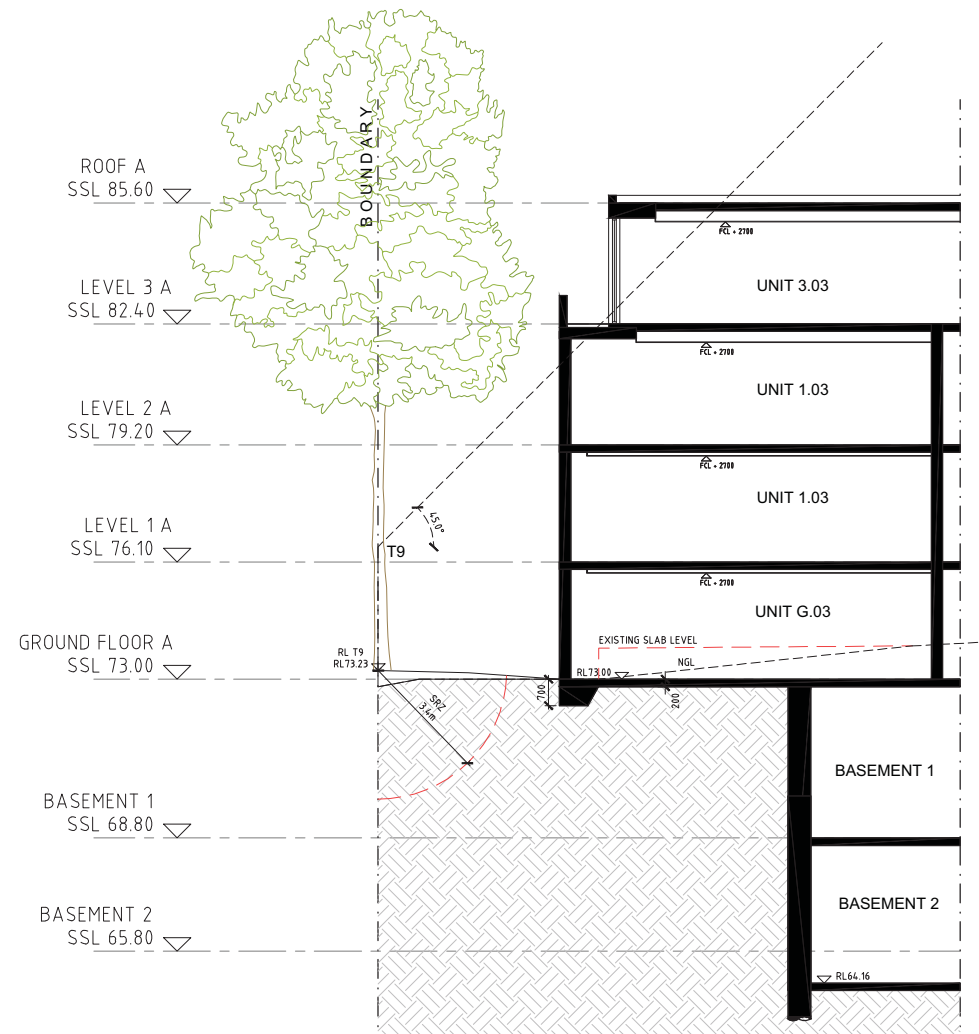 BOUNDARY
ROOF A
SSL 85.60
FCL + 2700
UNIT 3.03
LEVEL 3 A
SSL 82.40
FCL + 2700
UNIT 1.03
LEVEL 2 A
SSL 79.20
FCL + 2700
UNIT 1.03
45.0°
LEVEL 1 A
SSL 76.10
T9
FCL + 2700
UNIT G.03
GROUND FLOOR A
SSL 73.00
RL T9
RL73.23
EXISTING SLAB LEVEL
NGL
RL73.00
700
200
SRZ
3.4m
BASEMENT 1
SSL 68.80
BASEMENT 1
BASEMENT 2
SSL 65.80
BASEMENT 2
RL64.16